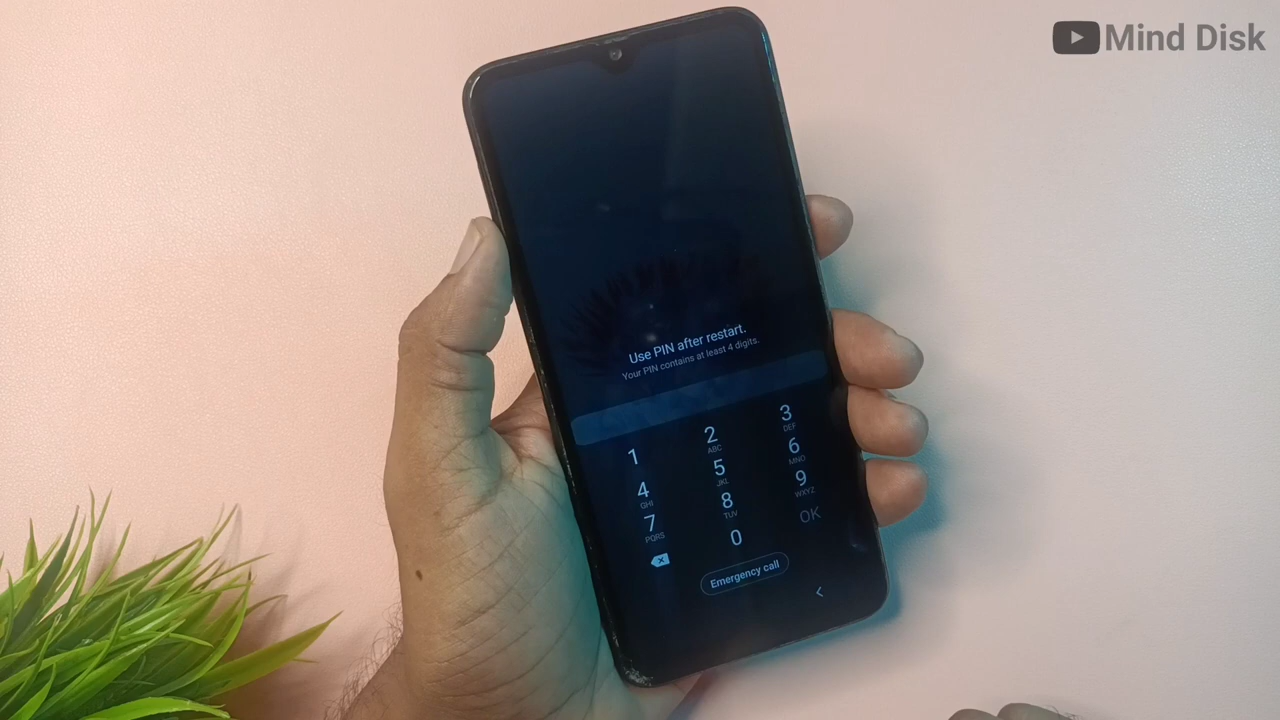 Mind Disk
Use PIN after restart.
Your PIN contains at least 4 digits.
1 2 ABC 3 DEF
4 GHI 5 JKL 6 MNO
7 PQRS 8 TUV 9 WXYZ
0 OK
Emergency call